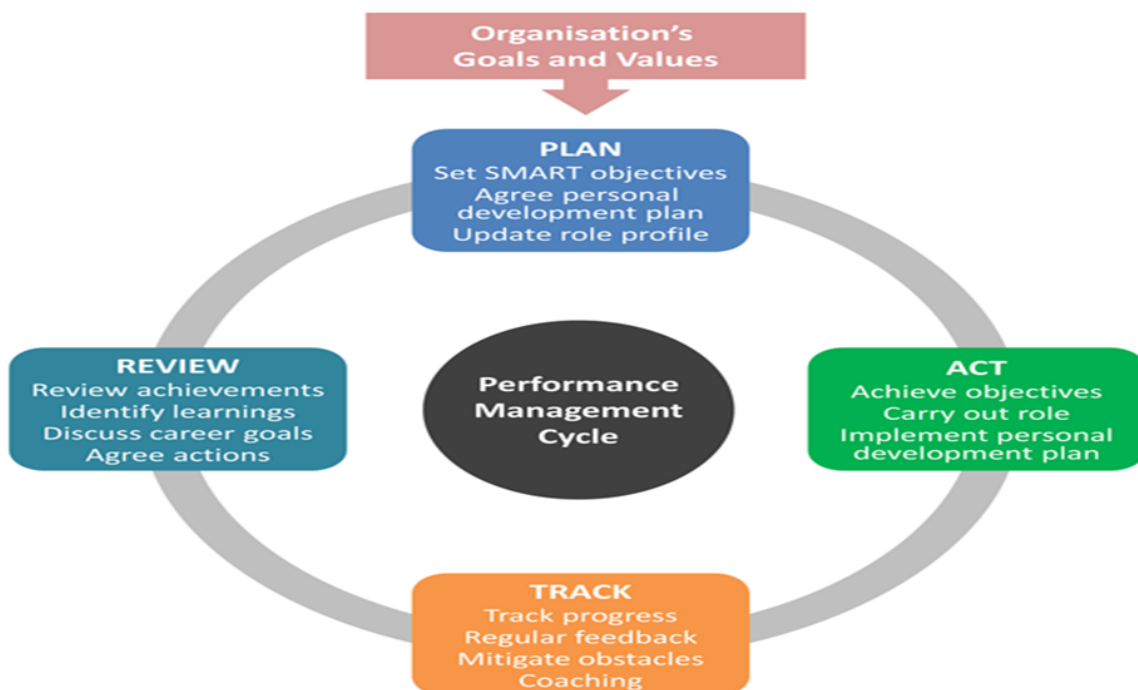 Organisation's
Goals and Values
PLAN
Set SMART objectives
Agree personal
development plan
Update role profile
REVIEW
Review achievements
Identify learnings
Discuss career goals
Agree actions
Performance
Management
Cycle
ACT
Achieve objectives
Carry out role
Implement personal
development plan
TRACK
Track progress
Regular feedback
Mitigate obstacles
Coaching